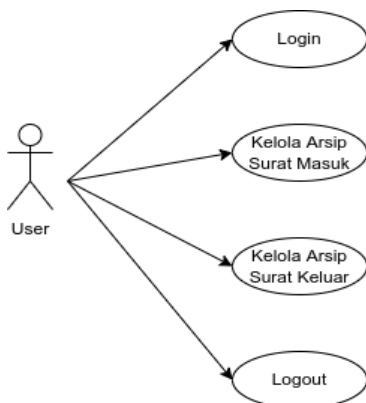 Login
Kelola Arsip
Surat Masuk
User
Kelola Arsip
Surat Keluar
Logout